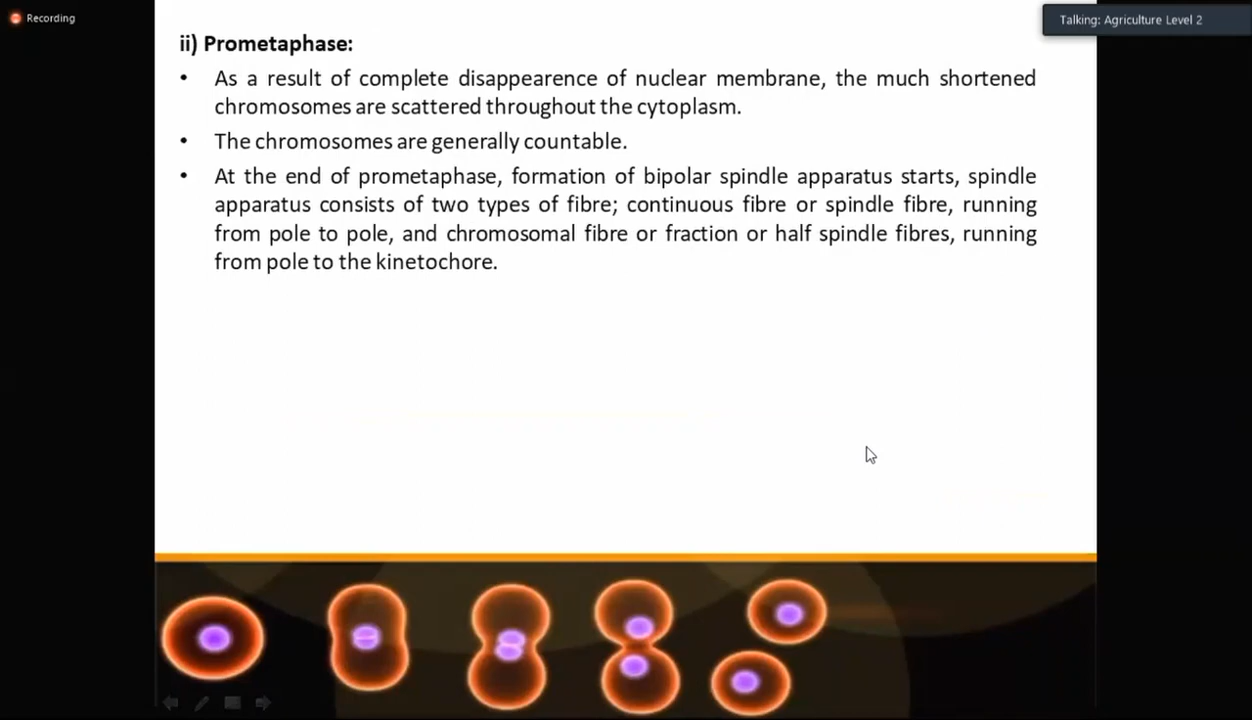 Recording
Talking: Agriculture Level 2
ii) Prometaphase:
• As a result of complete disappearence of nuclear membrane, the much shortened
chromosomes are scattered throughout the cytoplasm.
• The chromosomes are generally countable.
• At the end of prometaphase, formation of bipolar spindle apparatus starts, spindle
apparatus consists of two types of fibre; continuous fibre or spindle fibre, running
from pole to pole, and chromosomal fibre or fraction or half spindle fibres, running
from pole to the kinetochore.